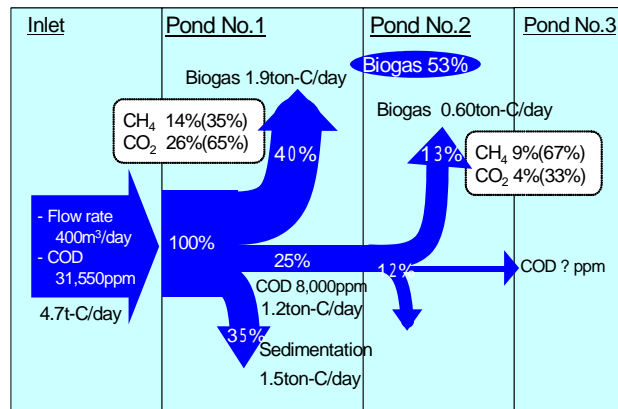 Inlet
Pond No.1
Pond No.2
Pond No.3
Biogas 53%
Biogas 1.9ton-C/day
Biogas 0.60ton-C/day
CH4 14%(35%)
CO2 26%(65%)
40%
13%
CH4 9%(67%)
CO2 4%(33%)
- Flow rate
400m³/day
- COD
31,550ppm
4.7t-C/day
100%
25%
12%
COD ? ppm
COD 8,000ppm
1.2ton-C/day
35%
Sedimentation
1.5ton-C/day